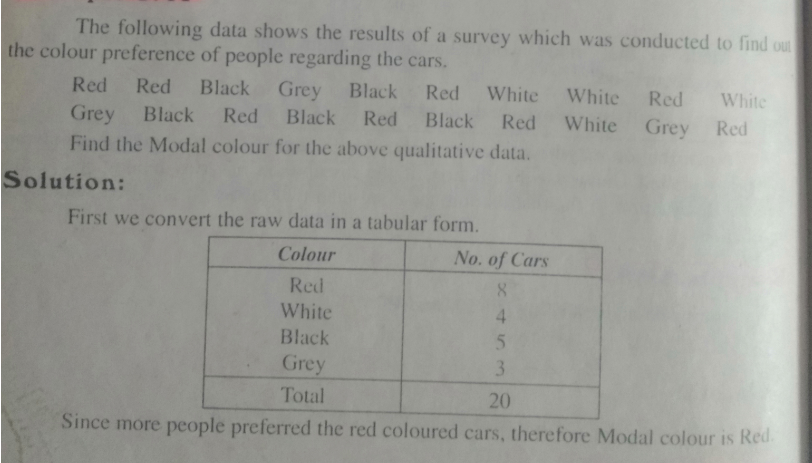 The following data shows the results of a survey which was conducted to find out
the colour preference of people regarding the cars.
Red Red Black Grey Black Red White White Red White
Grey Black Red Black Red Black Red White Grey Red
Find the Modal colour for the above qualitative data.
Solution:
First we convert the raw data in a tabular form.
Colour No. of Cars
Red 8
White 4
Black 5
Grey 3
Total 20
Since more people preferred the red coloured cars, therefore Modal colour is Red.